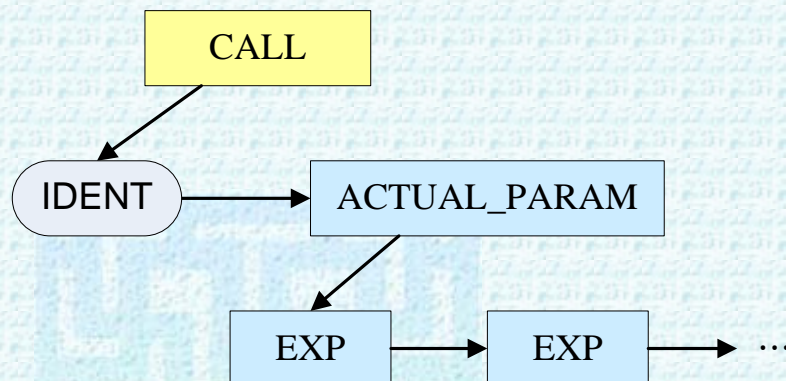 CALL
IDENT
ACTUAL_PARAM
EXP
EXP
...